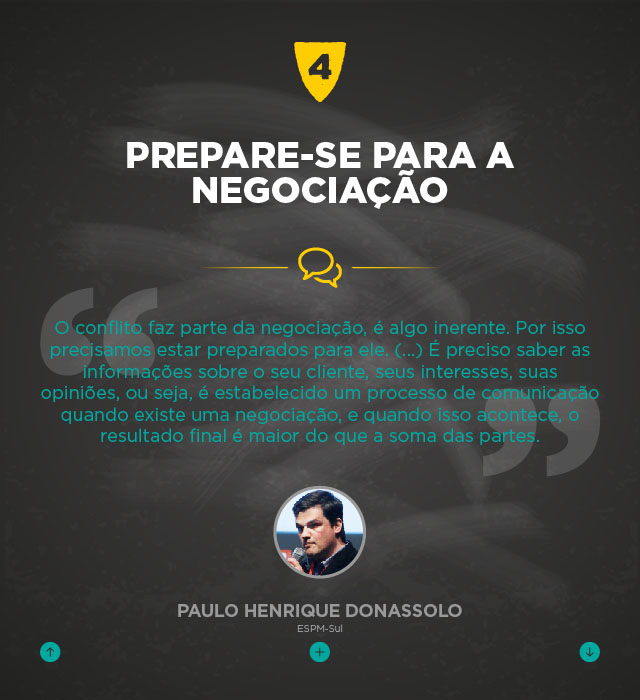 4
PREPARE-SE PARA A
NEGOCIAÇÃO
O conflito faz parte da negociação, é algo inerente. Por isso
precisamos estar preparados para ele. (...) É preciso saber as
informações sobre o seu cliente, seus interesses, suas
opiniões, ou seja, é estabelecido um processo de comunicação
quando existe uma negociação, e quando isso acontece, o
resultado final é maior do que a soma das partes.
PAULO HENRIQUE DONASSOLO
ESPM-Sul